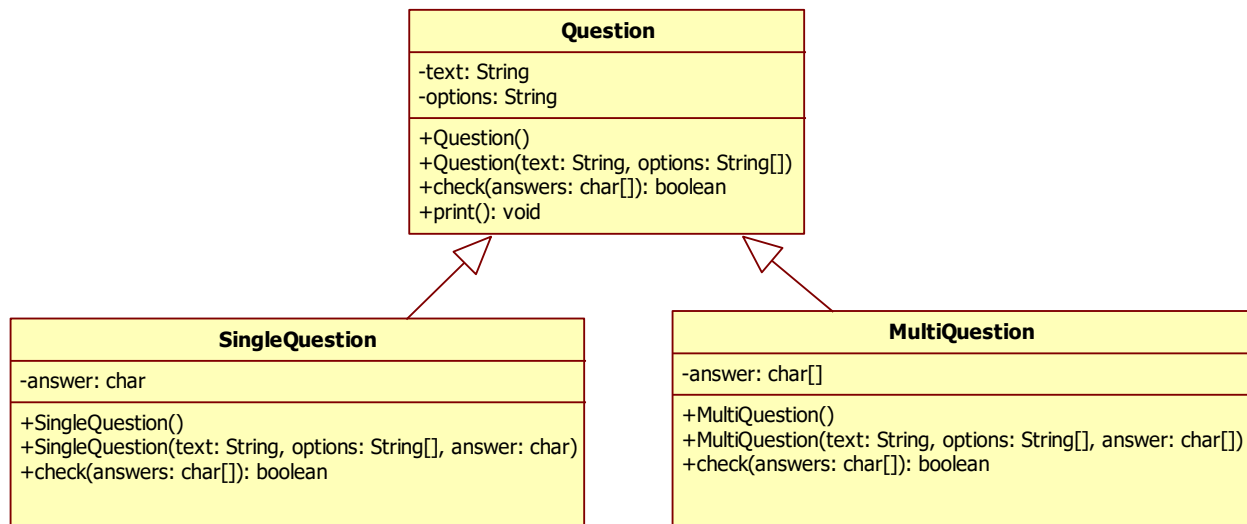 Question
-text: String
-options: String
+Question()
+Question(text: String, options: String[])
+check(answers: char[]): boolean
+print(): void
SingleQuestion
-answer: char
+SingleQuestion()
+SingleQuestion(text: String, options: String[], answer: char)
+check(answers: char[]): boolean
MultiQuestion
-answer: char[]
+MultiQuestion()
+MultiQuestion(text: String, options: String[], answer: char[])
+check(answers: char[]): boolean